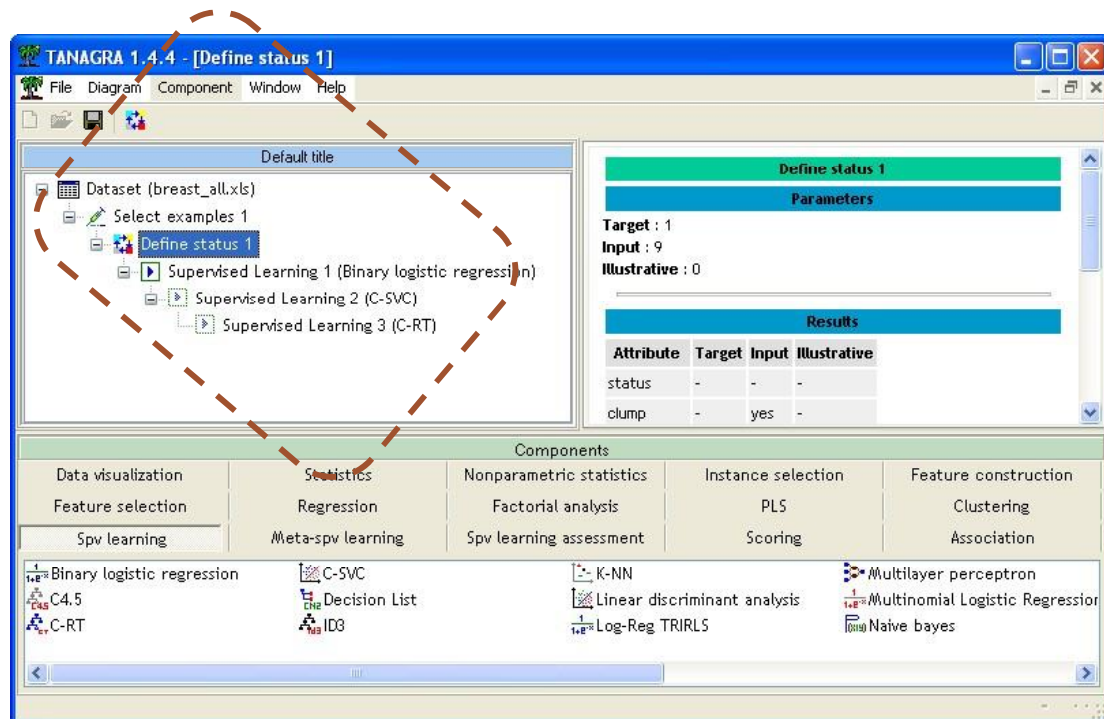 TANAGRA 1.4.4 - [Define status 1]
File Diagram Component Window Help
Default title
Dataset (breast_all.xls)
Select examples 1
Define status 1
Supervised Learning 1 (Binary logistic regression)
Supervised Learning 2 (C-SVC)
Supervised Learning 3 (C-RT)
Define status 1
Parameters
Target : 1
Input : 9
Illustrative : 0
Results
Attribute Target Input Illustrative
status - - -
clump - yes -
Components
Data visualization Statistics Nonparametric statistics Instance selection Feature construction
Feature selection Regression Factorial analysis PLS Clustering
Spv learning Meta-spv learning Spv learning assessment Scoring Association
Binary logistic regression C-SVC K-NN Multilayer perceptron
C4.5 Decision List Linear discriminant analysis Multinomial Logistic Regression
C-RT ID3 Log-Reg TRIRLS Naive bayes